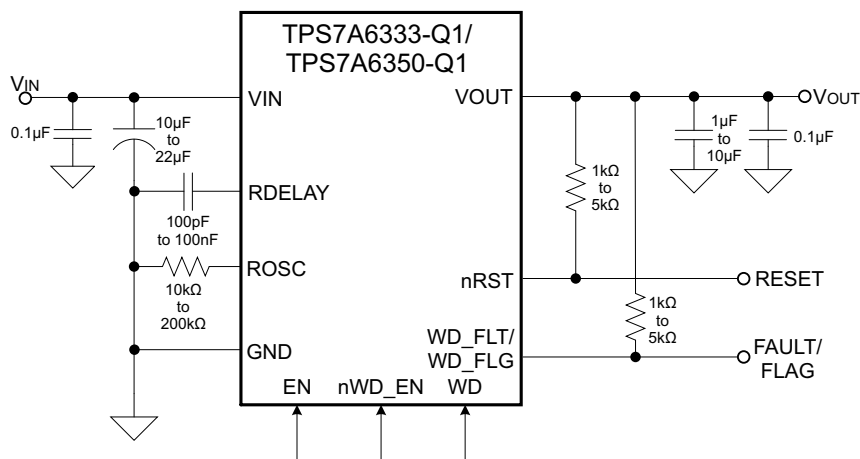 TPS7A6333-Q1/
TPS7A6350-Q1
VIN
VIN
VOUT
VOUT
0.1µF
10µF
to
22µF
1µF
to
10µF
0.1µF
1kΩ
to
5kΩ
RDELAY
100pF
to 100nF
ROSC
10kΩ
to
200kΩ
nRST
RESET
1kΩ
to
5kΩ
GND
WD_FLT/
WD_FLG
FAULT/
FLAG
EN
nWD_EN
WD